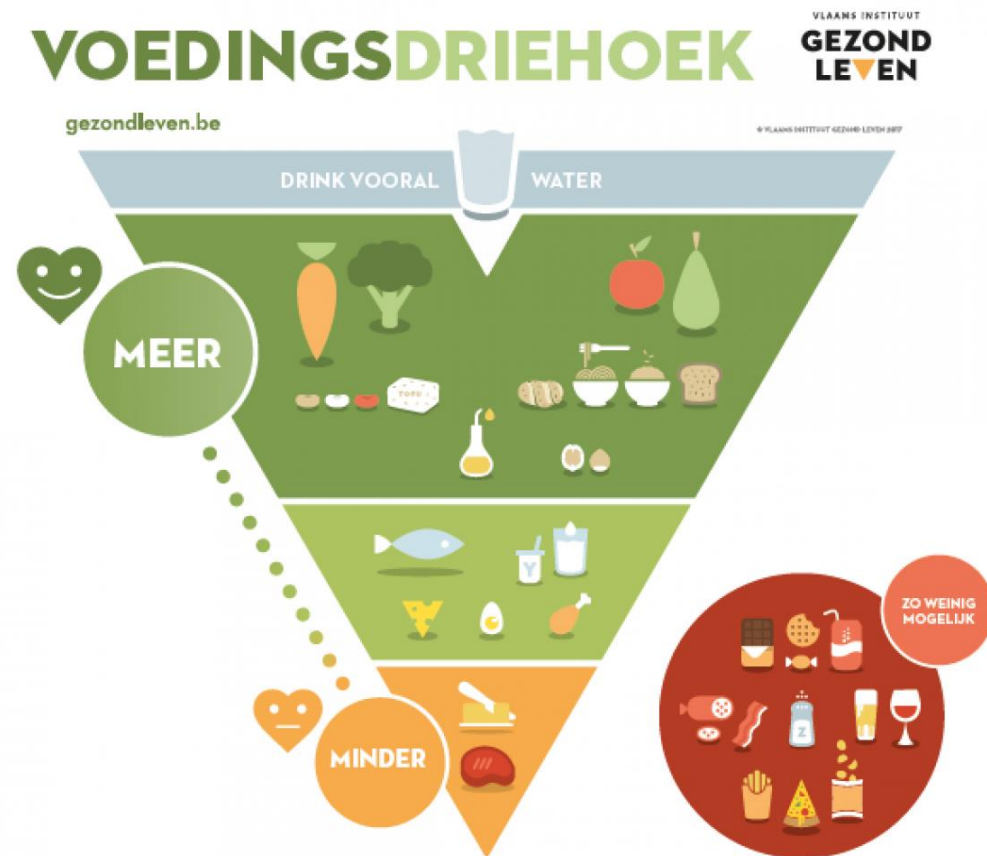 VOEDINGSDRIEHOEK
VLAAMS INSTITUUT
GEZOND
LEVEN
gezondleven.be
© VLAAMS INSTITUUT GEZOND LEVEN 2017
DRINK VOORAL WATER
MEER
TOFU
Y
ZO WEINIG
MOGELIJK
Z
MINDER